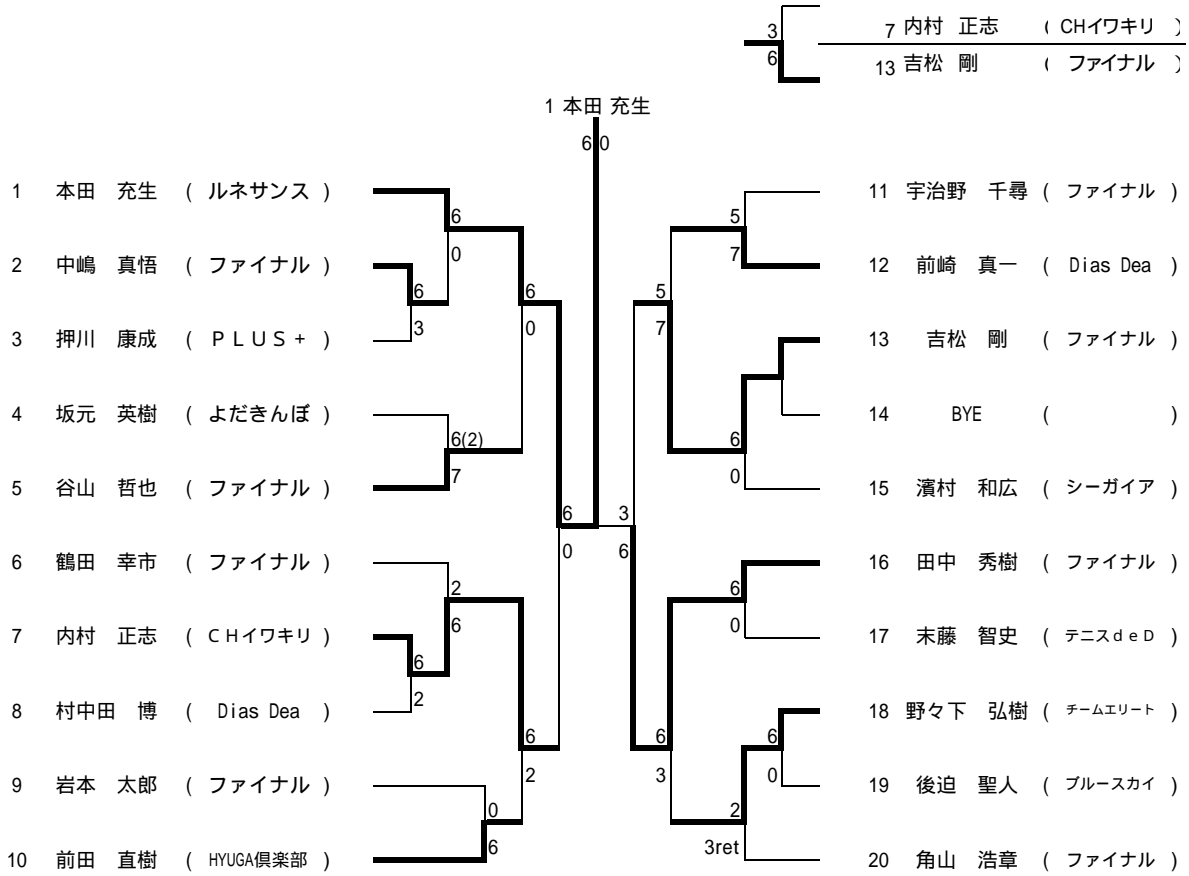 3
7 内村 正志 ( CHイワキリ )
6
13 吉松 剛 ( ファイナル )
1 本田 充生
6 0
1 本田 充生 ( ルネサンス )
6
0
2 中嶋 真悟 ( ファイナル )
6
3
3 押川 康成 ( ＰＬＵＳ+ )
6
0
4 坂元 英樹 ( よだきんぼ )
6(2)
7
5 谷山 哲也 ( ファイナル )
6
0
6 鶴田 幸市 ( ファイナル )
2
6
7 内村 正志 ( ＣＨイワキリ )
6
2
8 村中田 博 ( Dias Dea )
6
2
9 岩本 太郎 ( ファイナル )
0
6
10 前田 直樹 ( HYUGA倶楽部 )
11 宇治野 千尋 ( ファイナル )
5
7
12 前崎 真一 ( Dias Dea )
5
7
13 吉松 剛 ( ファイナル )
14 BYE ( )
6
0
15 濱村 和広 ( シーガイア )
3
6
16 田中 秀樹 ( ファイナル )
6
0
17 末藤 智史 ( テニスｄｅＤ )
18 野々下 弘樹 ( チームエリート )
6
0
6
3
19 後迫 聖人 ( ブルースカイ )
2
3ret
20 角山 浩章 ( ファイナル )